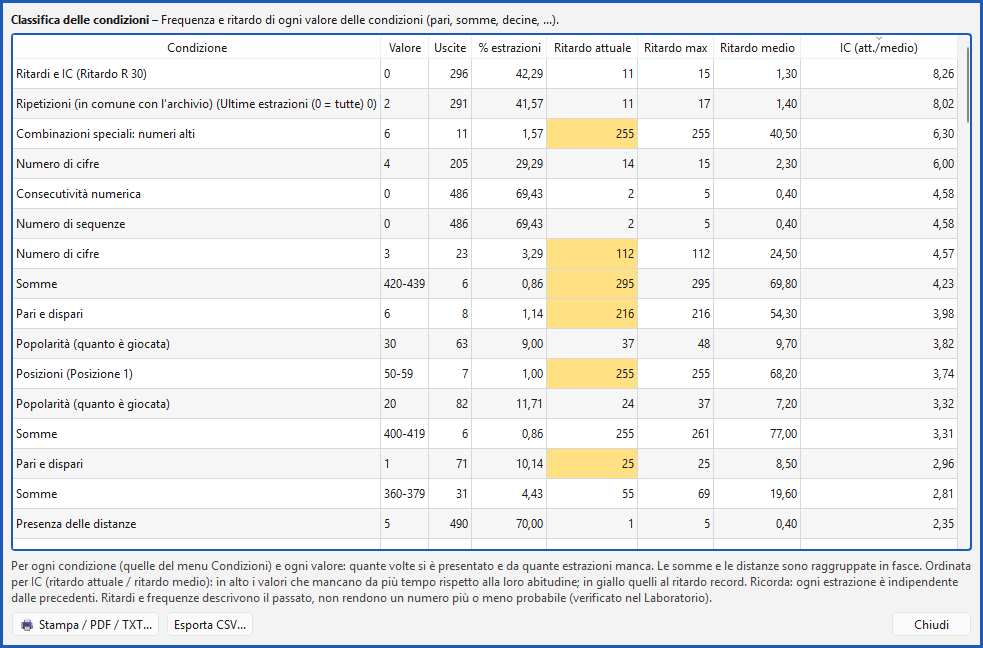 Classifica delle condizioni – Frequenza e ritardo di ogni valore delle condizioni (pari, somme, decine, ...).
Condizione Valore Uscite % estrazioni Ritardo attuale Ritardo max Ritardo medio IC (att./medio)
Ritardi e IC (Ritardo R 30) 0 296 42,29 11 15 1,30 8,26
Ripetizioni (in comune con l'archivio) (Ultime estrazioni (0 = tutte) 0) 2 291 41,57 11 17 1,40 8,02
Combinazioni speciali: numeri alti 6 11 1,57 255 255 40,50 6,30
Numero di cifre 4 205 29,29 14 15 2,30 6,00
Consecutività numerica 0 486 69,43 2 5 0,40 4,58
Numero di sequenze 0 486 69,43 2 5 0,40 4,58
Numero di cifre 3 23 3,29 112 112 24,50 4,57
Somme 420-439 6 0,86 295 295 69,80 4,23
Pari e dispari 6 8 1,14 216 216 54,30 3,98
Popolarità (quanto è giocata) 30 63 9,00 37 48 9,70 3,82
Posizioni (Posizione 1) 50-59 7 1,00 255 255 68,20 3,74
Popolarità (quanto è giocata) 20 82 11,71 24 37 7,20 3,32
Somme 400-419 6 0,86 255 261 77,00 3,31
Pari e dispari 1 71 10,14 25 25 8,50 2,96
Somme 360-379 31 4,43 55 69 19,60 2,81
Presenza delle distanze 5 490 70,00 1 5 0,40 2,35
Per ogni condizione (quelle del menu Condizioni) e ogni valore: quante volte si è presentato e da quante estrazioni manca. Le somme e le distanze sono raggruppate in fasce. Ordinata
per IC (ritardo attuale / ritardo medio): in alto i valori che mancano da più tempo rispetto alla loro abitudine; in giallo quelli al ritardo record. Ricorda: ogni estrazione è indipendente
dalle precedenti. Ritardi e frequenze descrivono il passato, non rendono un numero più o meno probabile (verificato nel Laboratorio).
Stampa / PDF / TXT... Esporta CSV... Chiudi